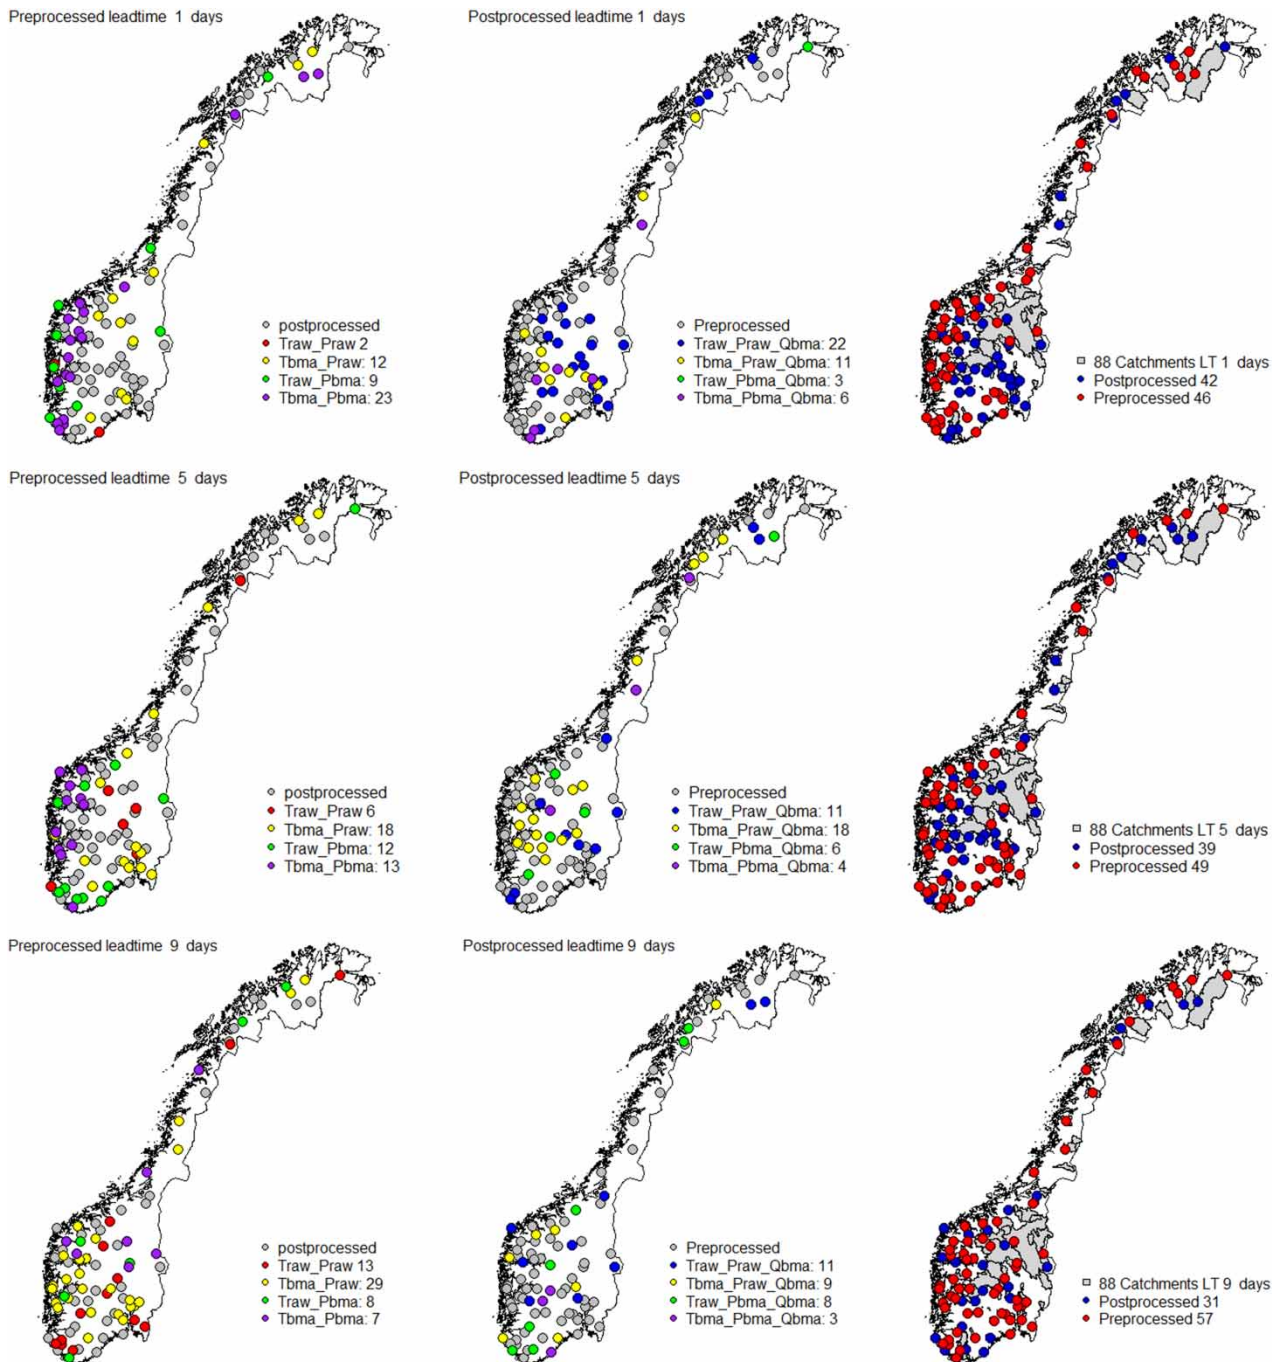 Preprocessed leadtime 1 days
postprocessed
Traw_Praw 2
Tbma_Praw: 12
Traw_Pbma: 9
Tbma_Pbma: 23
Postprocessed leadtime 1 days
Preprocessed
Traw_Praw_Qbma: 22
Tbma_Praw_Qbma: 11
Traw_Pbma_Qbma: 3
Tbma_Pbma_Qbma: 6
88 Catchments LT 1 days
Postprocessed 42
Preprocessed 46
Preprocessed leadtime 5 days
postprocessed
Traw_Praw 6
Tbma_Praw: 18
Traw_Pbma: 12
Tbma_Pbma: 13
Postprocessed leadtime 5 days
Preprocessed
Traw_Praw_Qbma: 11
Tbma_Praw_Qbma: 18
Traw_Pbma_Qbma: 6
Tbma_Pbma_Qbma: 4
88 Catchments LT 5 days
Postprocessed 39
Preprocessed 49
Preprocessed leadtime 9 days
postprocessed
Traw_Praw 13
Tbma_Praw: 29
Traw_Pbma: 8
Tbma_Pbma: 7
Postprocessed leadtime 9 days
Preprocessed
Traw_Praw_Qbma: 11
Tbma_Praw_Qbma: 9
Traw_Pbma_Qbma: 8
Tbma_Pbma_Qbma: 3
88 Catchments LT 9 days
Postprocessed 31
Preprocessed 57